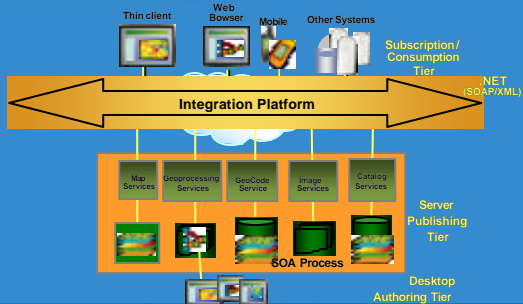 Thin client
Web
Bowser
Mobile
Other Systems
Subscription/
Consumption
Tier
.NET
(SOAP/XML)
Integration Platform
Map
Services
Geoprocessing
Services
GeoCode
Service
Image
Services
Catalog
Services
Server
Publishing
Tier
SOA Process
Desktop
Authoring Tier